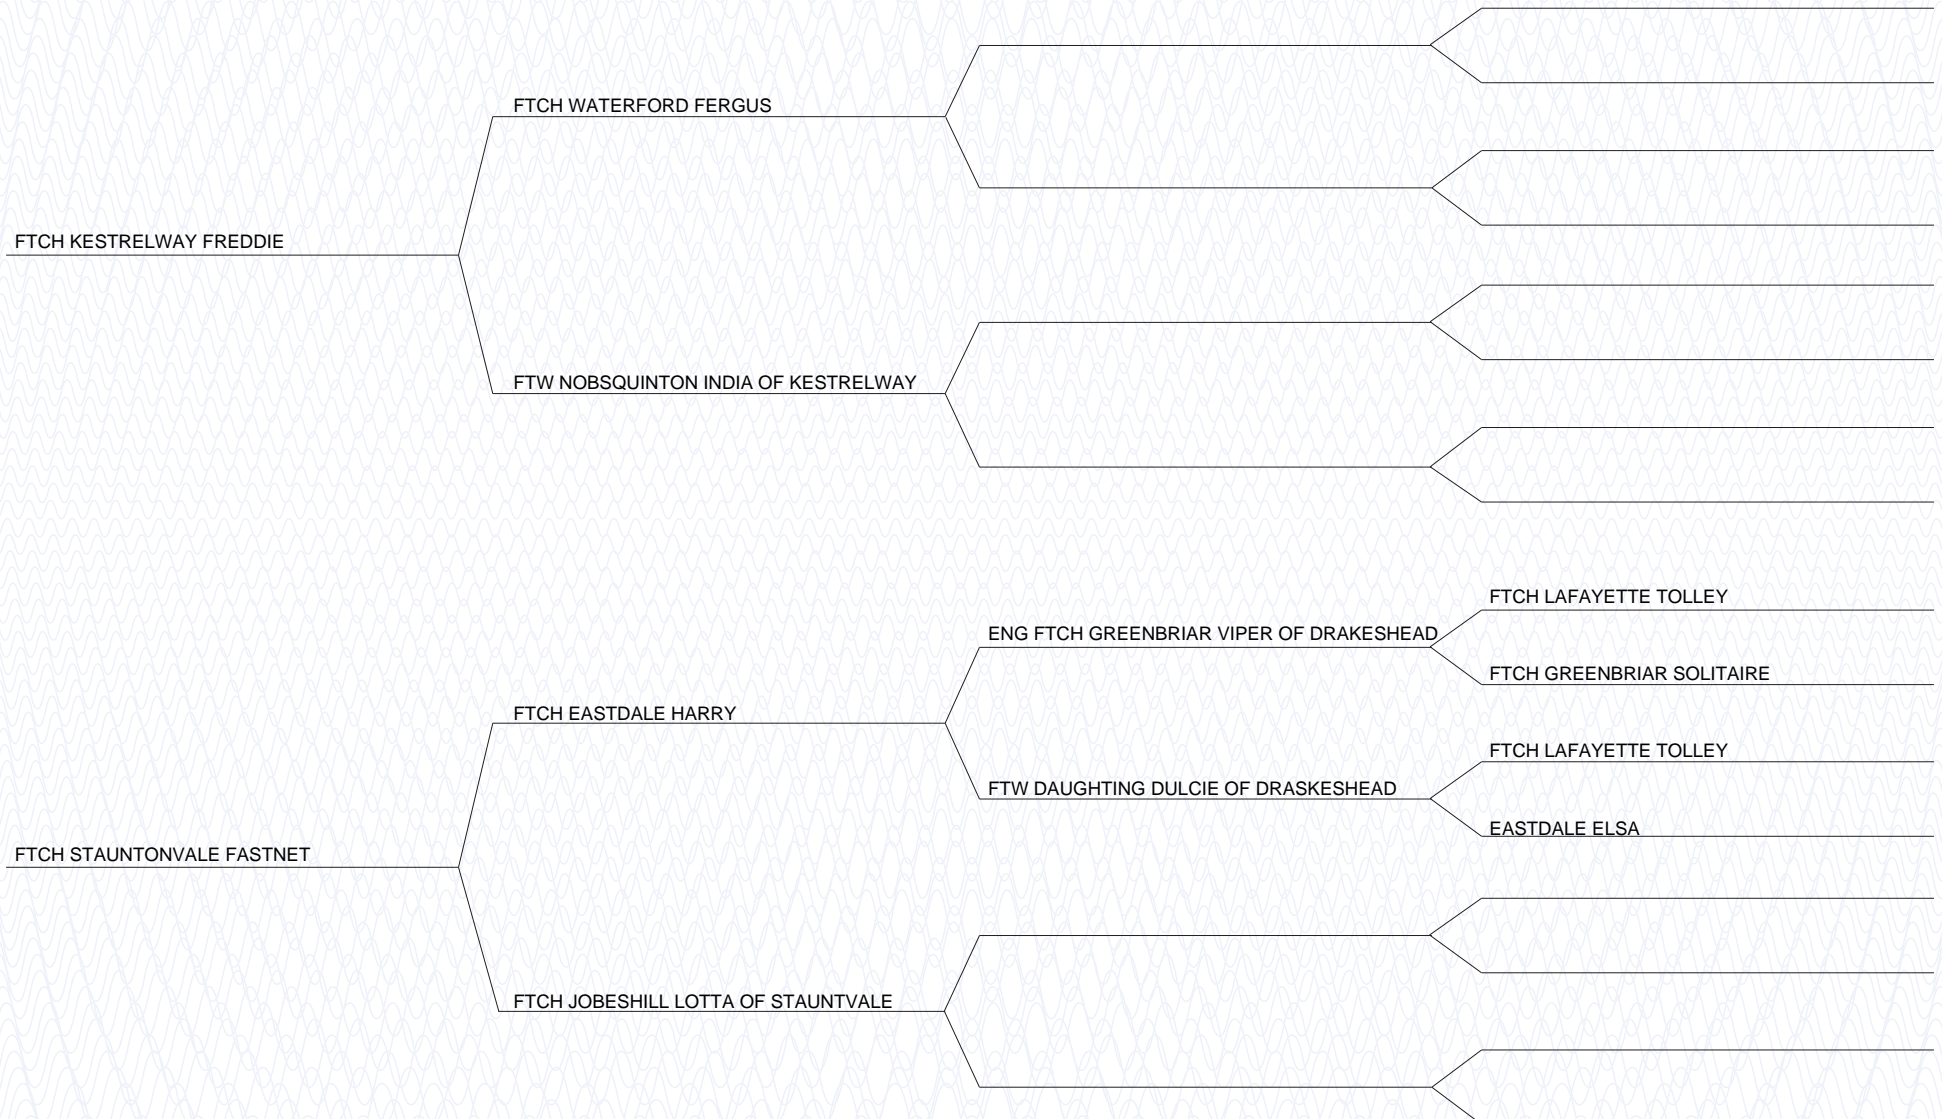 FTCH WATERFORD FERGUS
FTCH KESTRELWAY FREDDIE
FTW NOBSQUINTON INDIA OF KESTRELWAY
FTCH LAFAYETTE TOLLEY
ENG FTCH GREENBRIAR VIPER OF DRAKESHEAD
FTCH GREENBRIAR SOLITAIRE
FTCH EASTDALE HARRY
FTCH LAFAYETTE TOLLEY
FTW DAUGHTING DULCIE OF DRASKESHEAD
EASTDALE ELSA
FTCH STAUNTONVALE FASTNET
FTCH JOBESHILL LOTTA OF STAUNTVALE